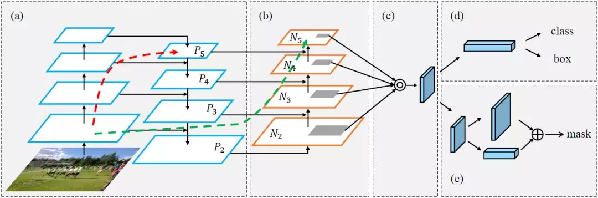 (a)
(b)
(c)
(d)
P5
P4
P3
P2
N5
N4
N3
N2
class
box
mask
(e)